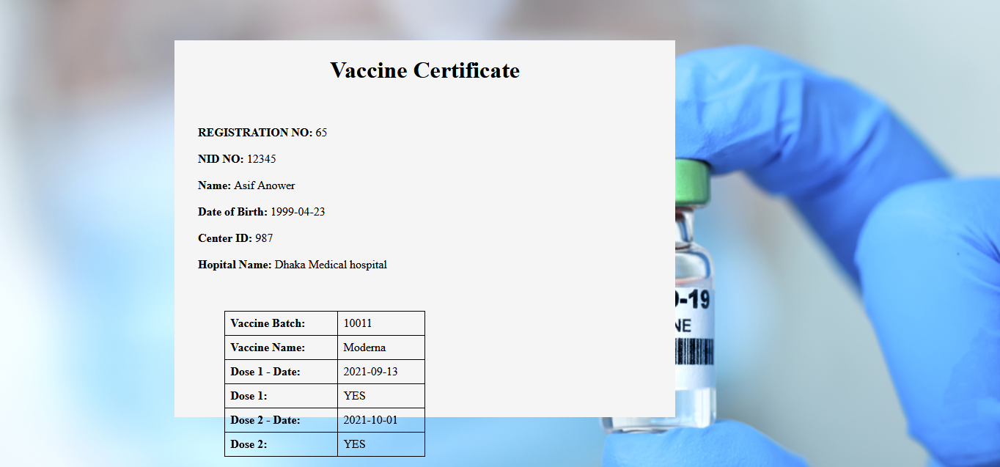 Vaccine Certificate
REGISTRATION NO: 65
NID NO: 12345
Name: Asif Anower
Date of Birth: 1999-04-23
Center ID: 987
Hopital Name: Dhaka Medical hospital
Vaccine Batch: 10011
Vaccine Name: Moderna
Dose 1 - Date: 2021-09-13
Dose 1: YES
Dose 2 - Date: 2021-10-01
Dose 2: YES
-19
NE